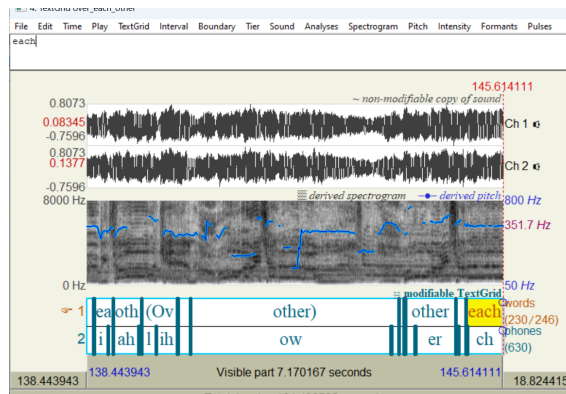 4. TextGrid over_each_other
File Edit Time Play TextGrid Interval Boundary Tier Sound Analyses Spectrogram Pitch Intensity Formants Pulses
each
145.614111
~ non-modifiable copy of sound
0.8073
0.08345
-0.7596
Ch 1
0.8073
0.1377
-0.7596
Ch 2
derived spectrogram derived pitch
8000 Hz
800 Hz
351.7 Hz
0 Hz
50 Hz
modifiable TextGrid
1 ea oth (Ov other) other each words (230/246)
2 i ah l ih ow er ch phones (630)
138.443943 Visible part 7.170167 seconds 145.614111
138.443943 18.824415